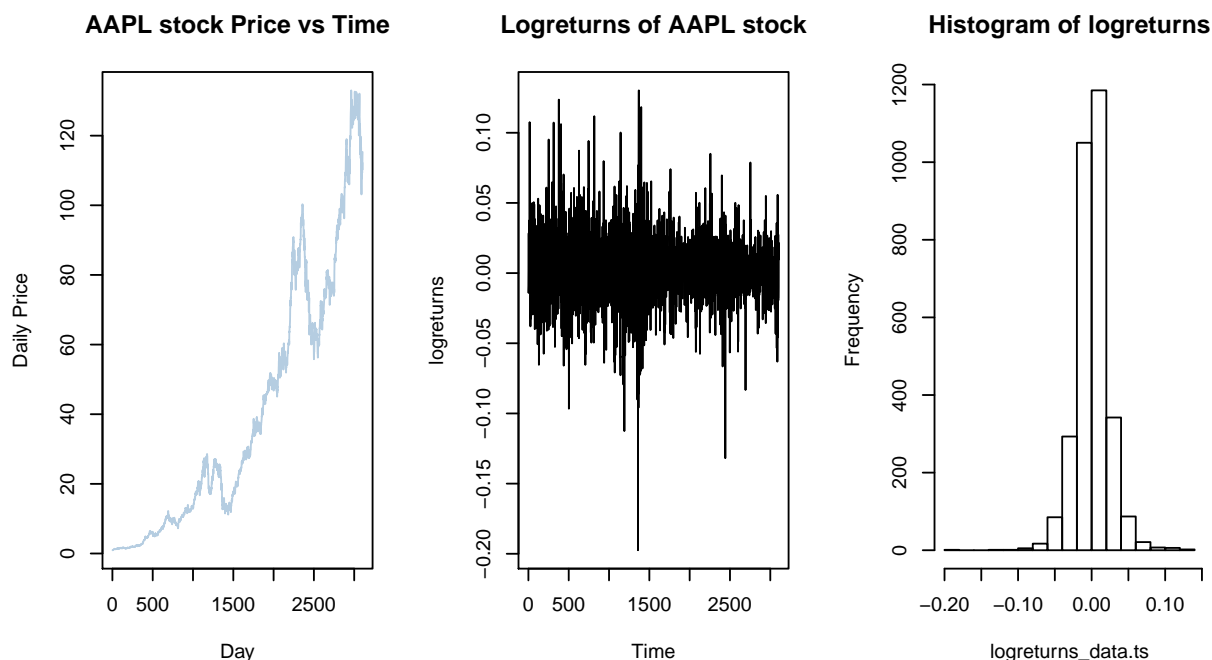 AAPL stock Price vs Time
Daily Price
0
20
40
60
80
100
120
0 500 1500 2500
Day
Logreturns of AAPL stock
logreturns
−0.20
−0.15
−0.10
−0.05
0.00
0.05
0.10
0 500 1500 2500
Time
Histogram of logreturns
Frequency
0
200
400
600
800
1000
1200
−0.20 −0.10 0.00 0.10
logreturns_data.ts